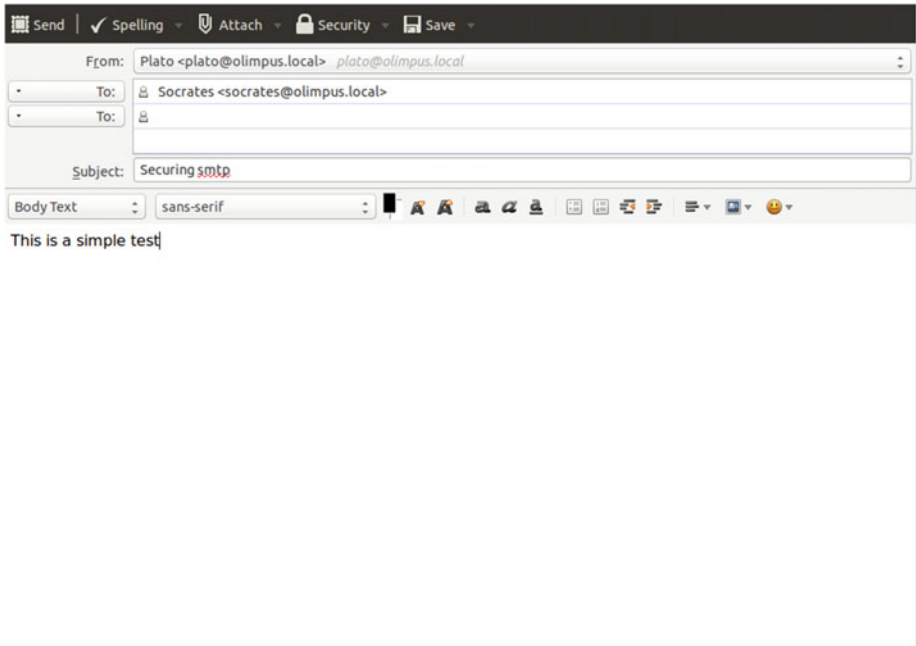 Send Spelling Attach Security Save
From: Plato <plato@olimpus.local> plato@olimpus.local
To: Socrates <socrates@olimpus.local>
To:
Subject: Securing smtp
Body Text sans-serif A A a a a
This is a simple test